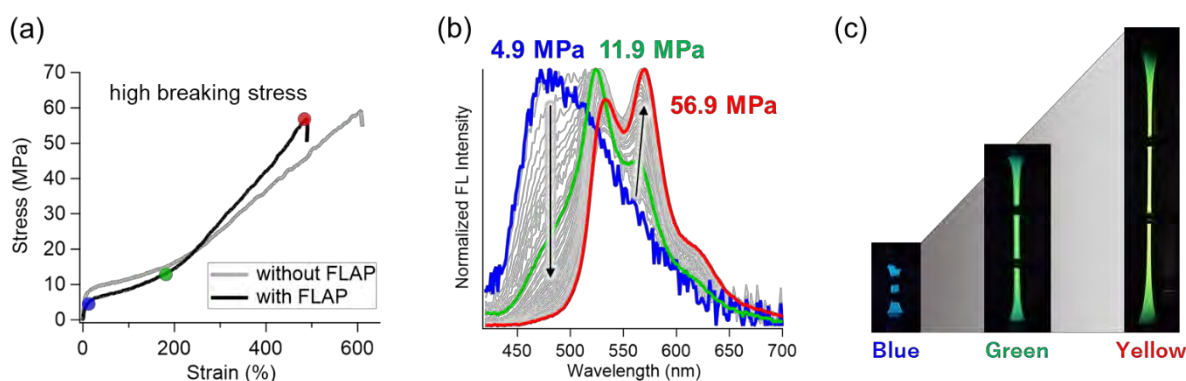 (a)
high breaking stress
Stress (MPa)
70
60
50
40
30
20
10
0
without FLAP
with FLAP
0
200
400
600
Strain (%)
(b)
4.9 MPa
11.9 MPa
56.9 MPa
Normalized FL Intensity
450
500
550
600
650
700
Wavelength (nm)
(c)
Blue
Green
Yellow